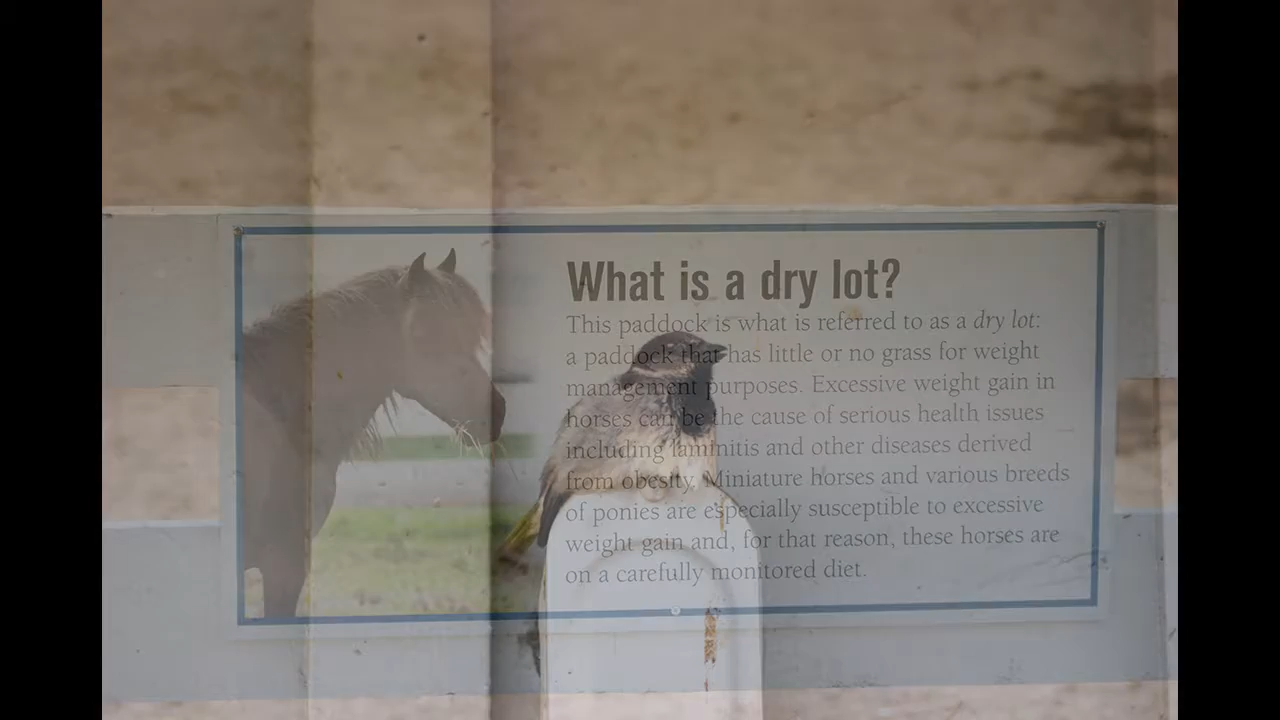 What is a dry lot?
This paddock is what is referred to as a dry lot:
a paddock that has little or no grass for weight
management purposes. Excessive weight gain in
horses can be the cause of serious health issues
including laminitis and other diseases derived
from obesity. Miniature horses and various breeds
of ponies are especially susceptible to excessive
weight gain and, for that reason, these horses are
on a carefully monitored diet.